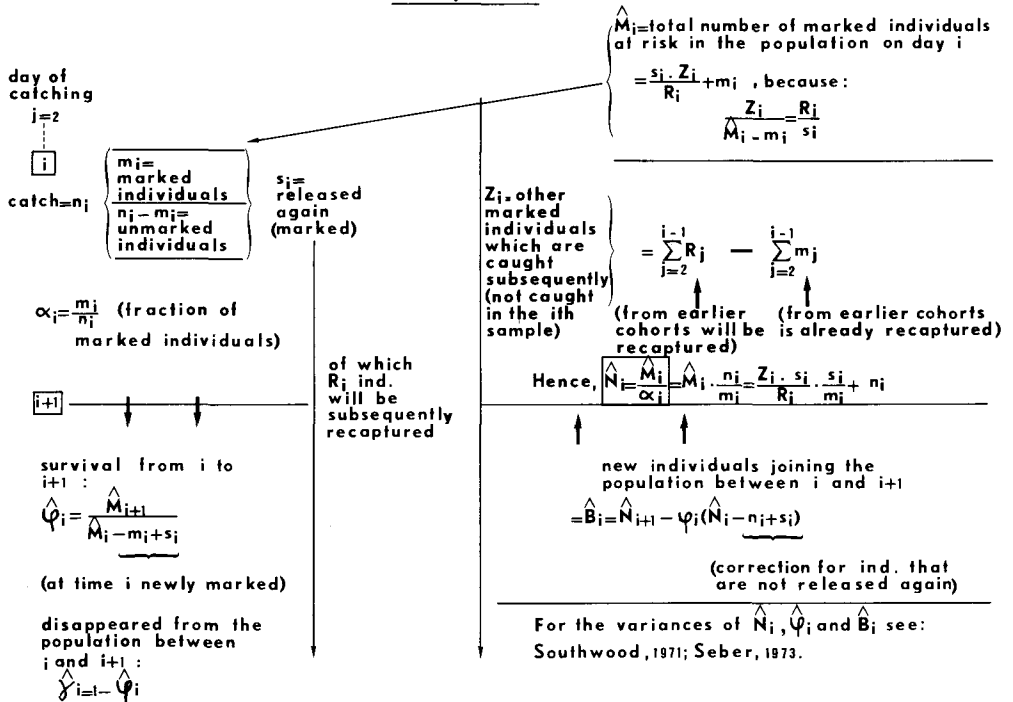 M̂i=total number of marked individuals
at risk in the population on day i
= si . Zi / Ri + mi , because:
Zi / (M̂i - mi) = Ri / si
day of
catching
j=2
i
catch=ni
mi=
marked
individuals
ni – mi=
unmarked
individuals
si=
released
again
(marked)
Zi=other
marked
individuals
which are
caught
subsequently
(not caught
in the ith
sample)
= i-1 Σ j=2 Rj — i-1 Σ j=2 mj
(from earlier
cohorts will be
recaptured)
(from earlier cohorts
is already recaptured)
αi= mi / ni (fraction of
marked individuals)
of which
Ri ind.
will be
subsequently
recaptured
Hence, N̂i= M̂i / αi = M̂i . ni / mi = Zi . si / Ri . si / mi + ni
i+1
survival from i to
i+1 :
φ̂i= M̂i+1 / (M̂i–mi+si)
(at time i newly marked)
new individuals joining the
population between i and i+1
=B̂i=N̂i+1 – φi(N̂i–ni+si)
(correction for ind. that
are not released again)
disappeared from the
population between
i and i+1 :
γ̂i=1– φ̂i
For the variances of N̂i , φ̂i and B̂i see:
Southwood, 1971; Seber, 1973.